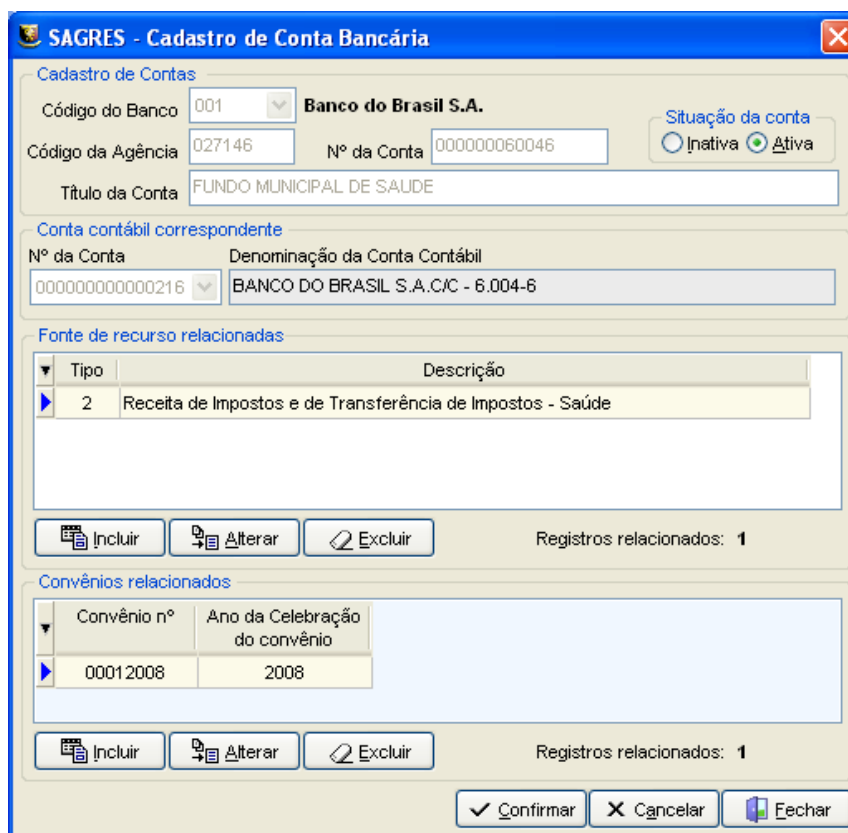 SAGRES - Cadastro de Conta Bancária
Cadastro de Contas
Código do Banco 001 Banco do Brasil S.A.
Situação da conta
Código da Agência 027146 Nº da Conta 000000060046 Inativa Ativa
Título da Conta FUNDO MUNICIPAL DE SAUDE
Conta contábil correspondente
Nº da Conta Denominação da Conta Contábil
000000000000216 BANCO DO BRASIL S.A.C/C - 6.004-6
Fonte de recurso relacionadas
Tipo Descrição
2 Receita de Impostos e de Transferência de Impostos - Saúde
Incluir Alterar Excluir Registros relacionados: 1
Convênios relacionados
Convênio nº Ano da Celebração
do convênio
00012008 2008
Incluir Alterar Excluir Registros relacionados: 1
Confirmar Cancelar Fechar